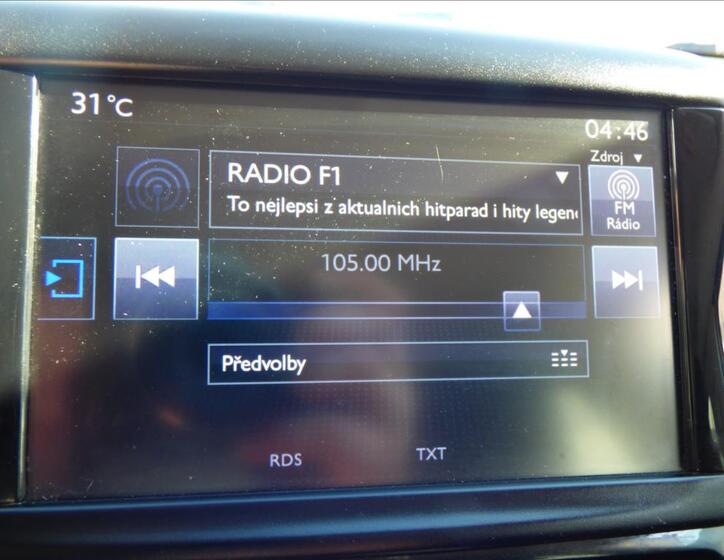 31 °C
04:46
Zdroj
RADIO F1
To nejlepsi z aktualnich hitparad i hity legen
FM
Rádio
105.00 MHz
Předvolby
RDS
TXT